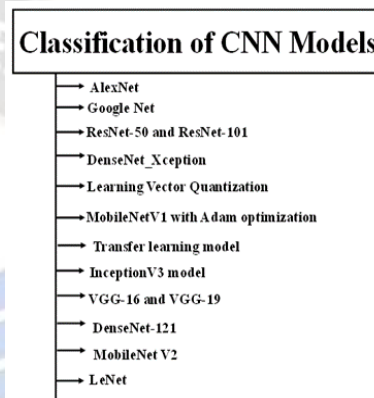 Classification of CNN Models
AlexNet
Google Net
ResNet-50 and ResNet-101
DenseNet_Xception
Learning Vector Quantization
MobileNetV1 with Adam optimization
Transfer learning model
InceptionV3 model
VGG-16 and VGG-19
DenseNet-121
MobileNet V2
LeNet